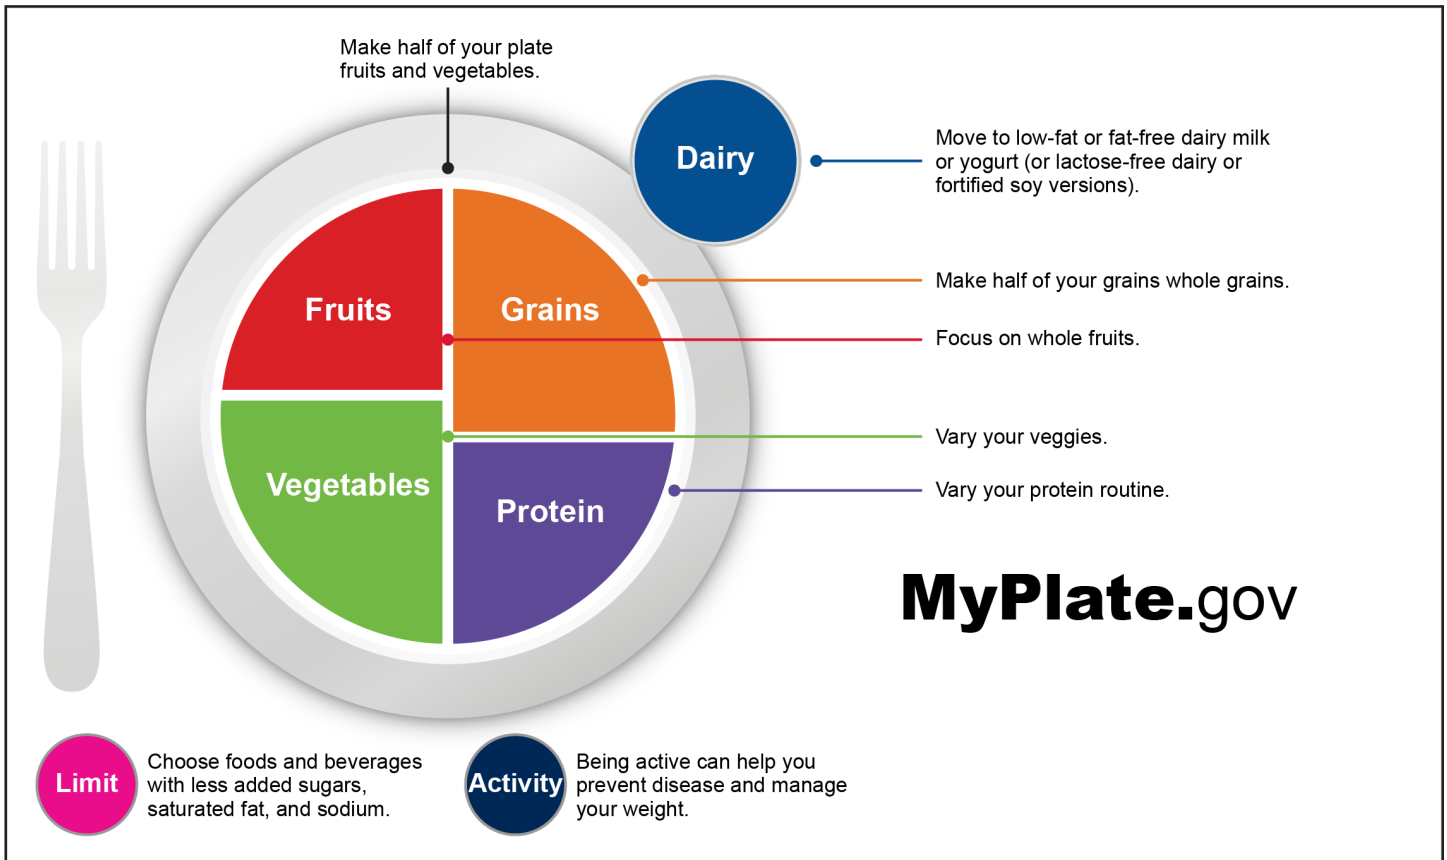 Make half of your plate
fruits and vegetables.
Dairy
Move to low-fat or fat-free dairy milk
or yogurt (or lactose-free dairy or
fortified soy versions).
Fruits
Grains
Make half of your grains whole grains.
Focus on whole fruits.
Vegetables
Protein
Vary your veggies.
Vary your protein routine.
MyPlate.gov
Limit
Choose foods and beverages
with less added sugars,
saturated fat, and sodium.
Activity
Being active can help you
prevent disease and manage
your weight.